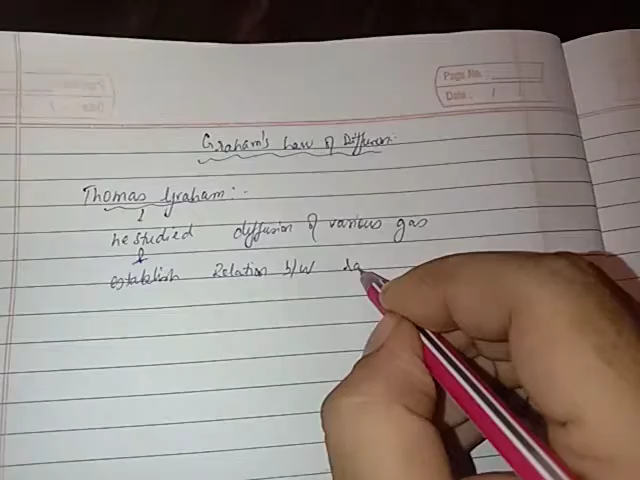 Page No. :
Date : / /
Graham's Law of Diffusion:
Thomas Graham:-
he studied diffusion of various gas
&
establish Relation b/w